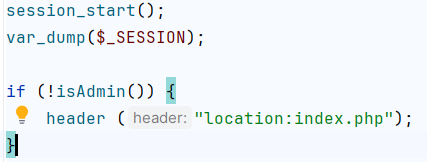 session_start();
var_dump($_SESSION);
if (!isAdmin()) {
header ( header: "location:index.php");
}